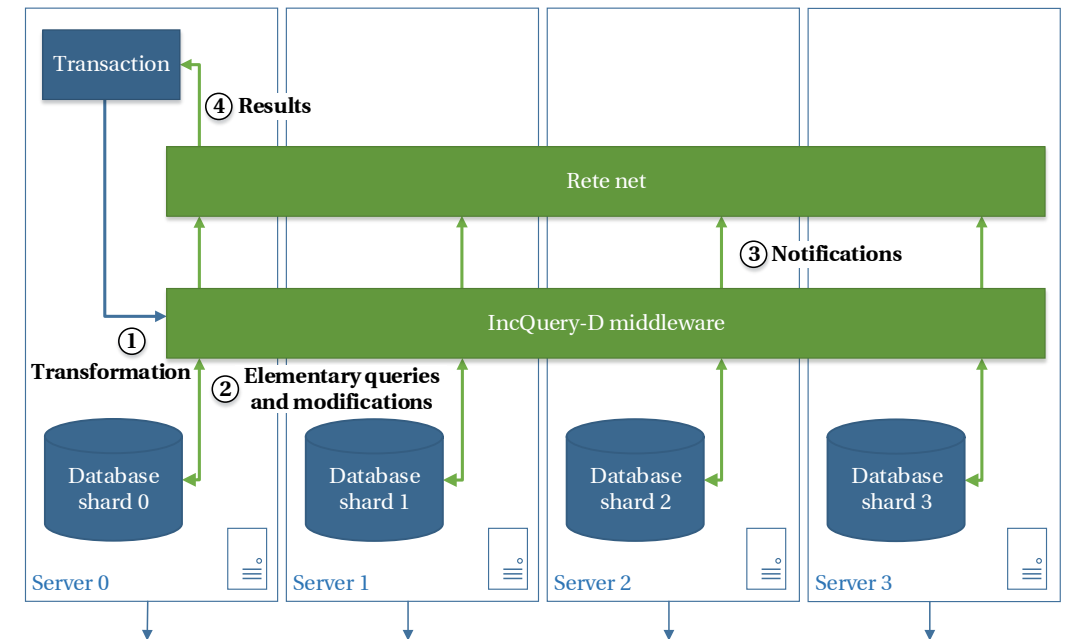 Transaction
④ Results
Rete net
③ Notifications
IncQuery-D middleware
①
Transformation
② Elementary queries
and modifications
Database
shard 0
Database
shard 1
Database
shard 2
Database
shard 3
Server 0
Server 1
Server 2
Server 3